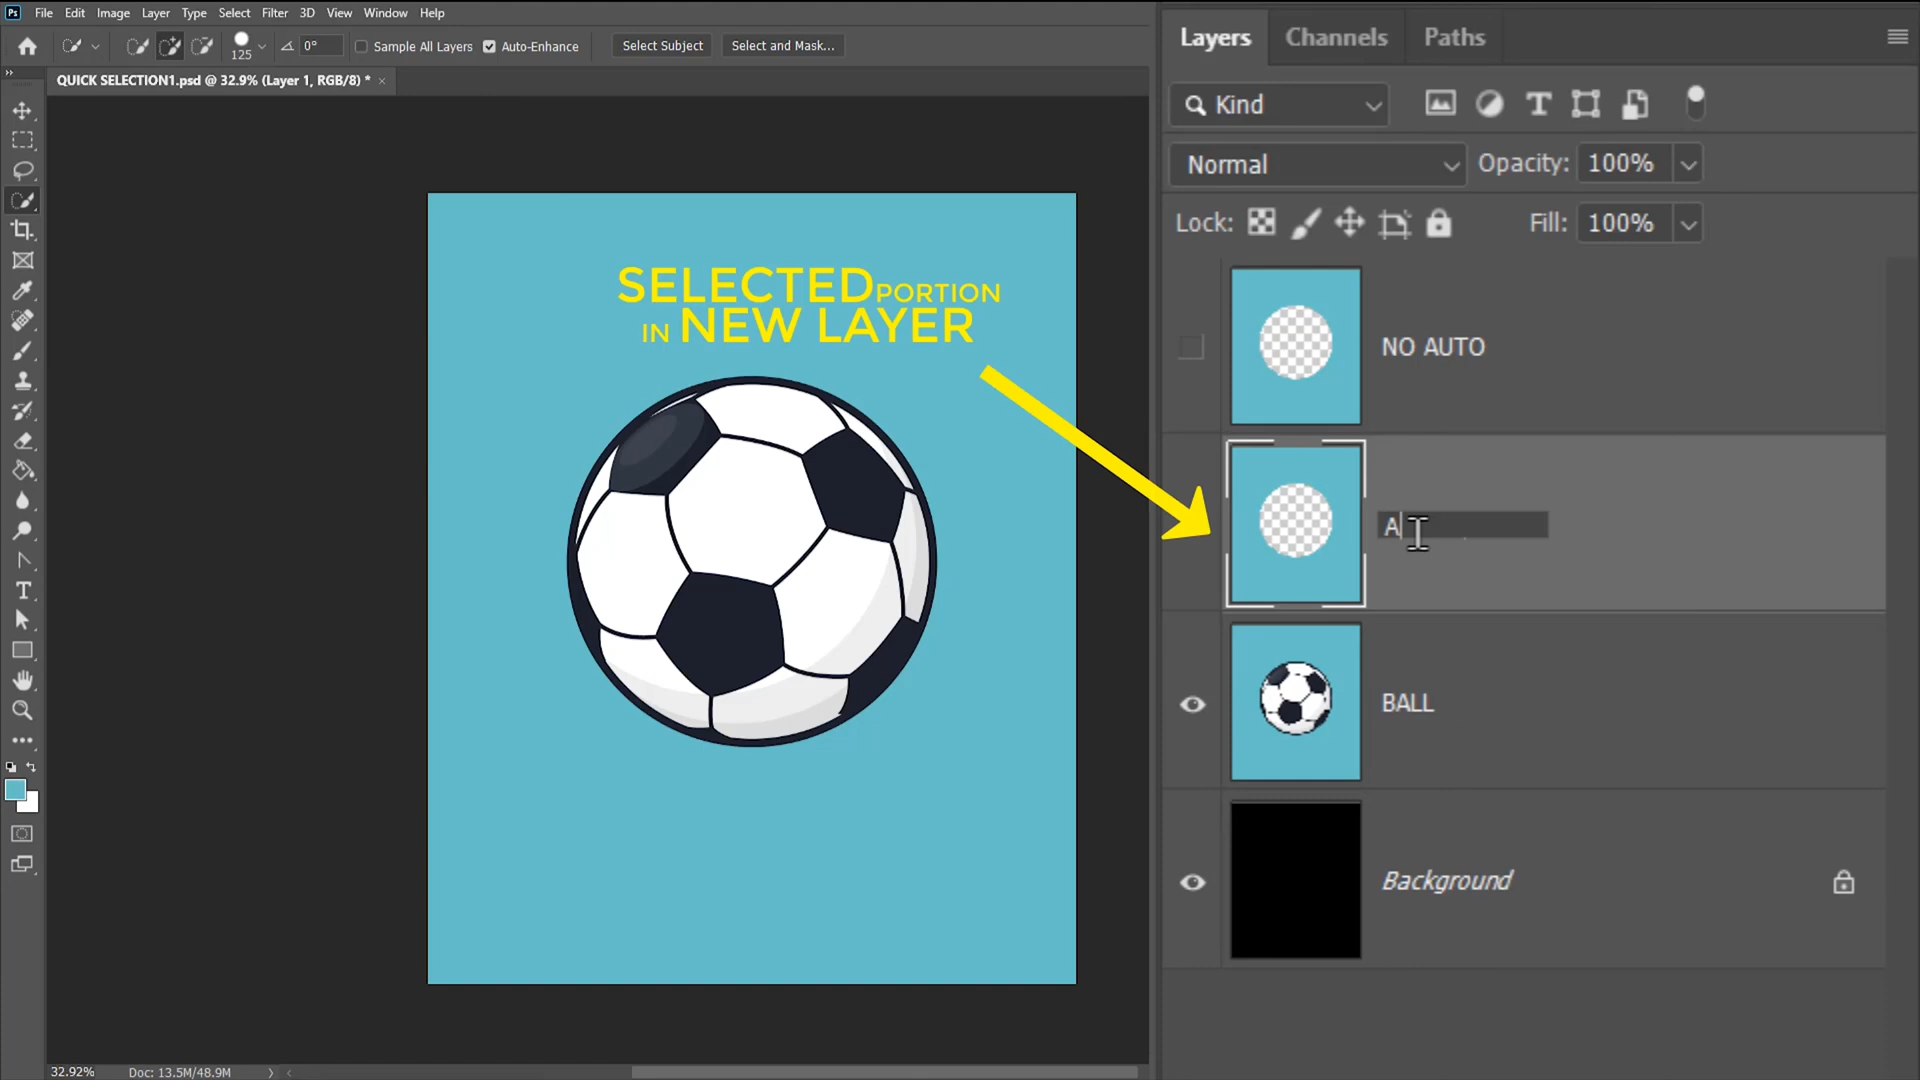 Ps File Edit Image Layer Type Select Filter 3D View Window Help
125 0° Sample All Layers Auto-Enhance Select Subject Select and Mask...
QUICK SELECTION1.psd @ 32.9% (Layer 1, RGB/8) * ×
SELECTED PORTION
IN NEW LAYER
32.92% Doc: 13.5M/48.9M
Layers Channels Paths
Kind
Normal Opacity: 100%
Lock: Fill: 100%
NO AUTO
A
BALL
Background